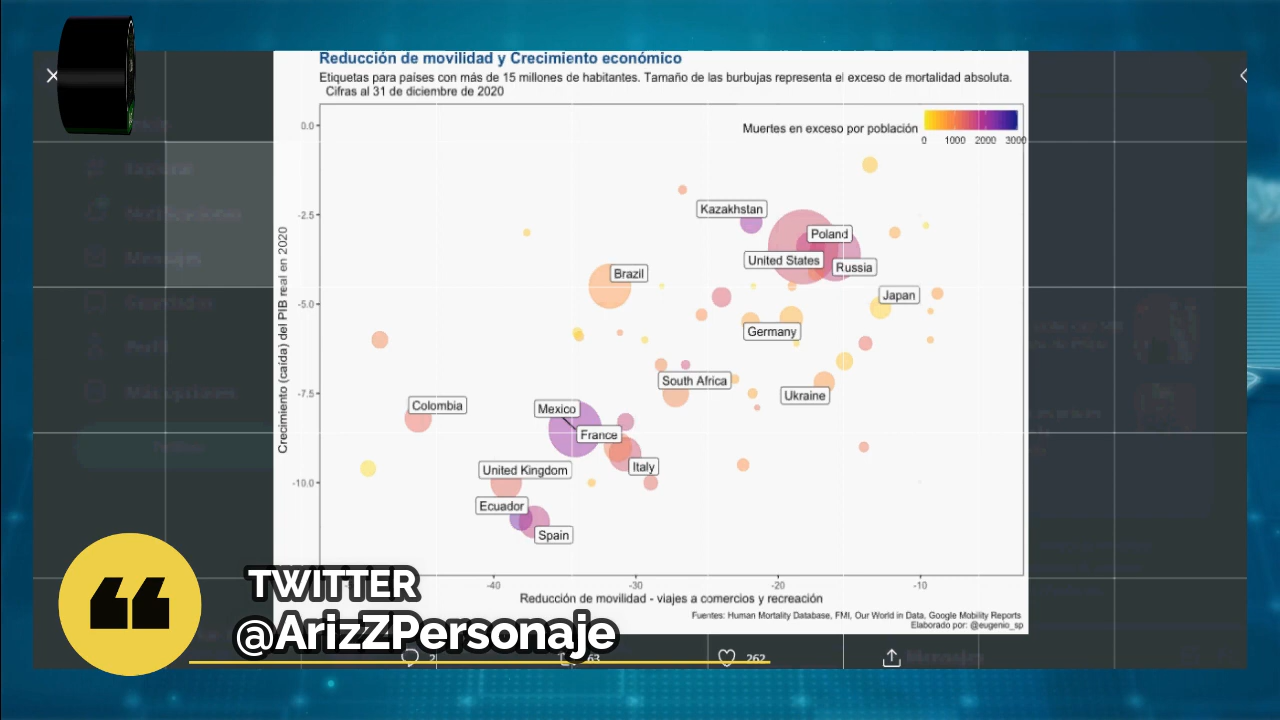 Reducción de movilidad y Crecimiento económico
Etiquetas para países con más de 15 millones de habitantes. Tamaño de las burbujas representa el exceso de mortalidad absoluta.
Cifras al 31 de diciembre de 2020
Muertes en exceso por población
0 1000 2000 3000
Crecimiento (caída) del PIB real en 2020
0.0
-2.5
-5.0
-7.5
-10.0
Kazakhstan
Poland
United States
Russia
Brazil
Japan
Germany
South Africa
Ukraine
Colombia
Mexico
France
Italy
United Kingdom
Ecuador
Spain
-40 -30 -20 -10
Reducción de movilidad - viajes a comercios y recreación
Fuentes: Human Mortality Database, FMI, Our World in Data, Google Mobility Reports
Elaborado por: @eugenio_sp
TWITTER
@ArizZPersonaje
262